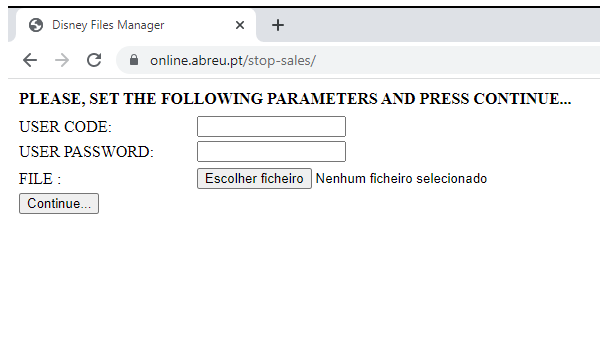 Disney Files Manager
online.abreu.pt/stop-sales/
PLEASE, SET THE FOLLOWING PARAMETERS AND PRESS CONTINUE...
USER CODE:
USER PASSWORD:
FILE : Escolher ficheiro Nenhum ficheiro selecionado
Continue...